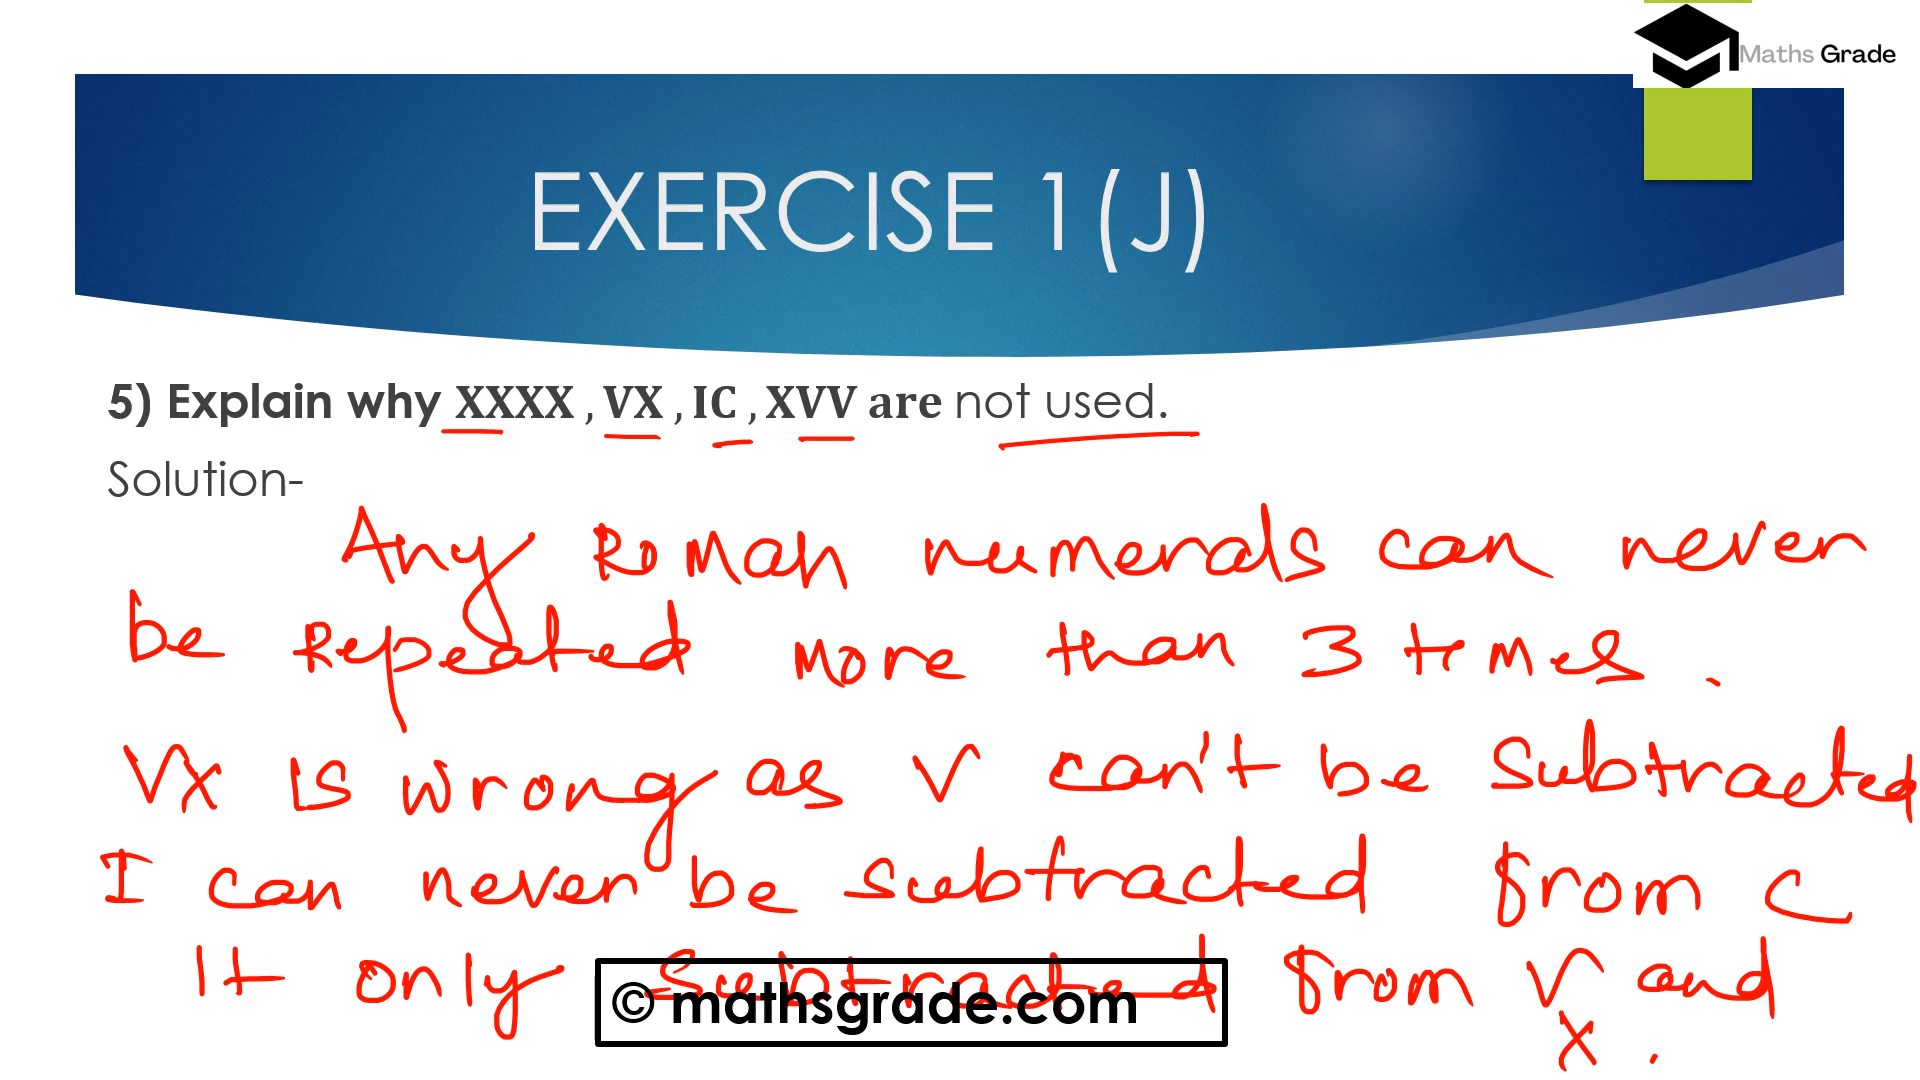 Maths Grade
EXERCISE 1(J)
5) Explain why XXXX , VX , IC , XVV are not used.
Solution-
Any Roman numerals can never
be Repeated more than 3 times.
VX is wrong as V can't be subtracted
I can never be subtracted from C
It only subtracted from V and
X.
© mathsgrade.com